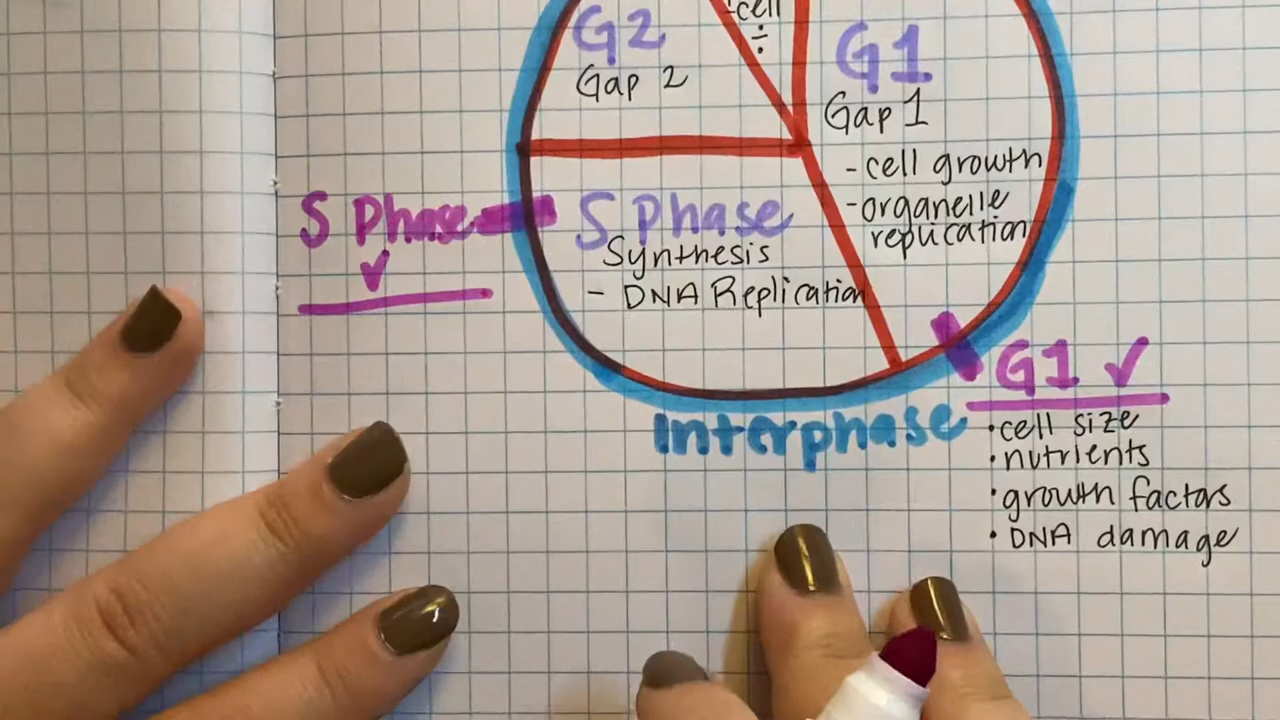 -cell
÷
G2
Gap 2
G1
Gap 1
- cell growth
- organelle
replication
S Phase
✓
S Phase
Synthesis
- DNA Replication
Interphase
G1 ✓
• cell size
• nutrients
• growth factors
• DNA damage